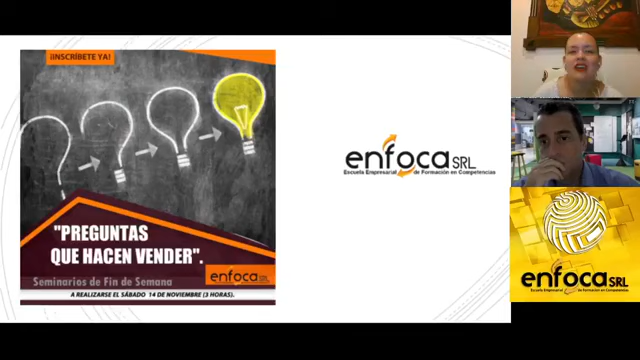 ¡INSCRÍBETE YA!
"PREGUNTAS
QUE HACEN VENDER".
Seminarios de Fin de Semana
enfoca SRL
A REALIZARSE EL SÁBADO 14 DE NOVIEMBRE (3 HORAS).
enfoca SRL
Escuela Empresarial de Formación en Competencias
enfoca SRL
Escuela Empresarial de Formación en Competencias